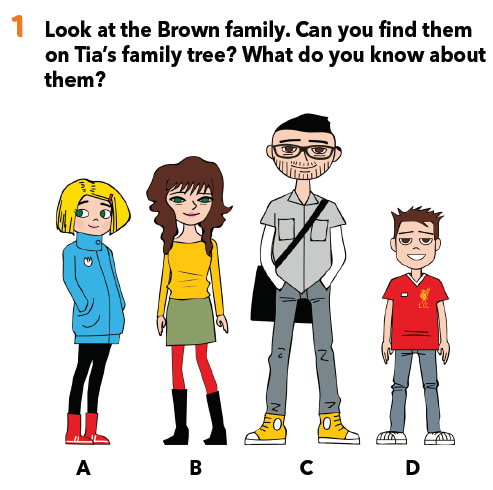 1 Look at the Brown family. Can you find them
on Tia’s family tree? What do you know about
them?
A B C D